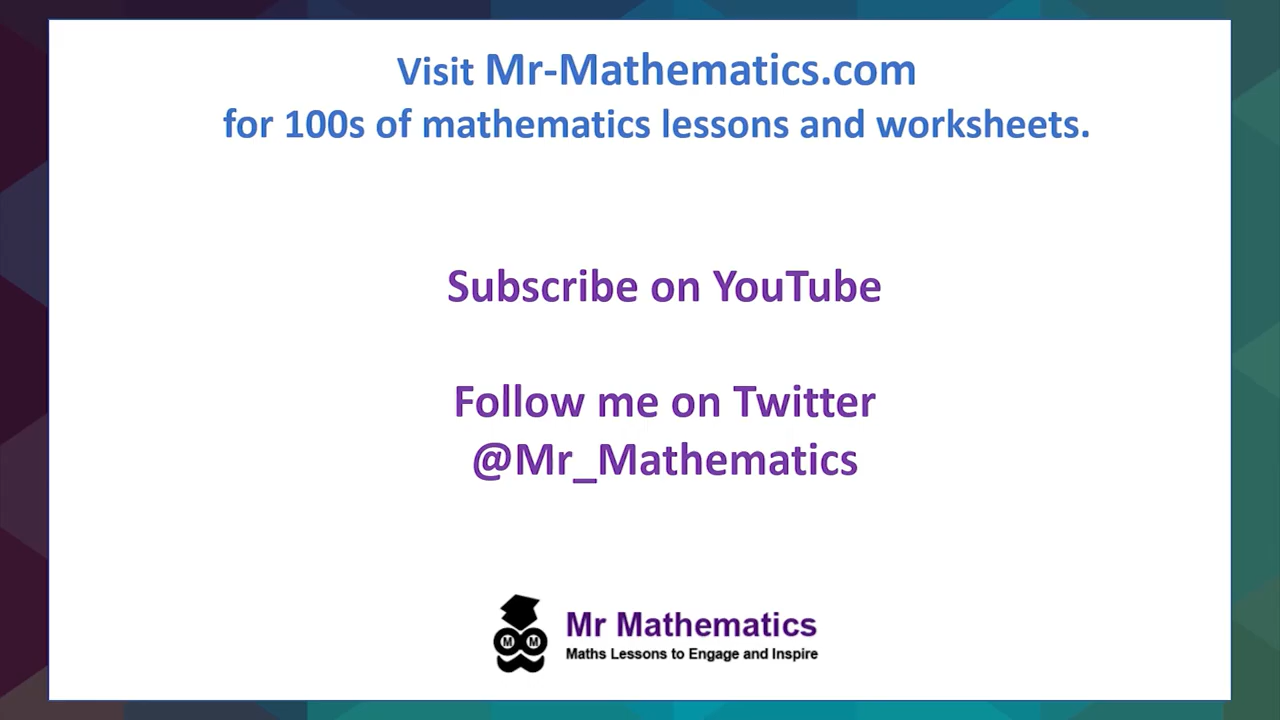 Visit Mr-Mathematics.com
for 100s of mathematics lessons and worksheets.
Subscribe on YouTube
Follow me on Twitter
@Mr_Mathematics
M M
Mr Mathematics
Maths Lessons to Engage and Inspire